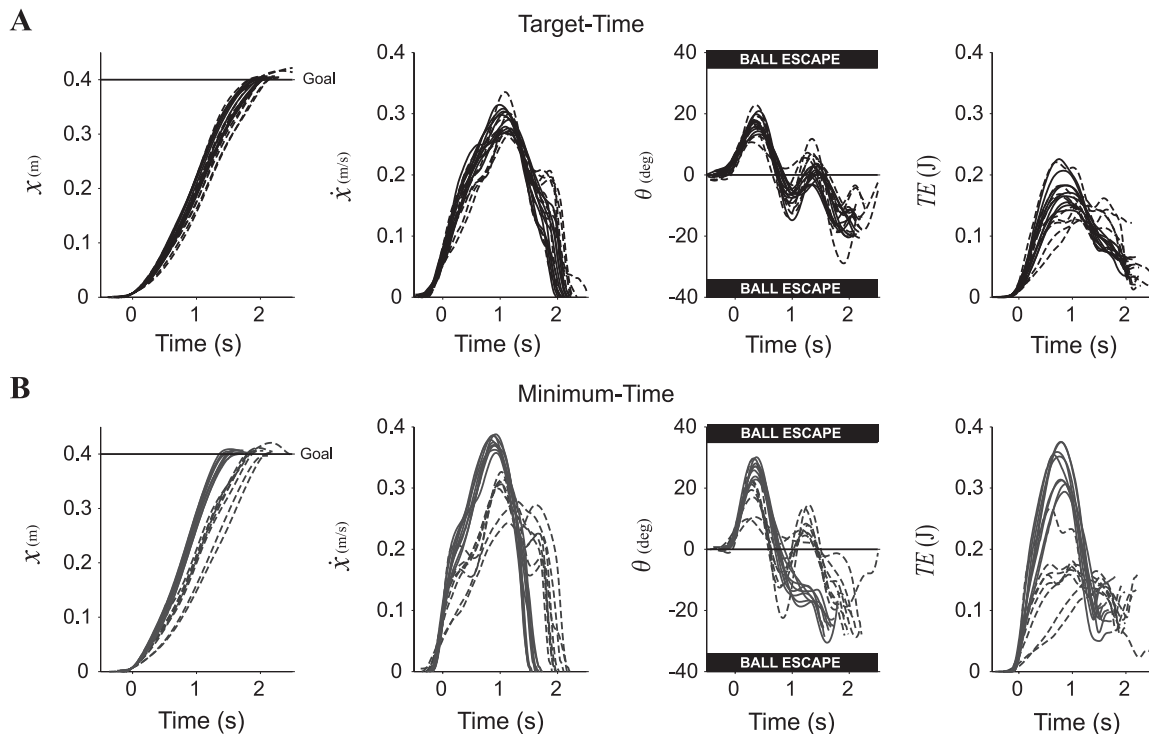 A
Target-Time
x (m)
0.4
0.3
0.2
0.1
0
Goal
0 1 2
Time (s)
ẋ (m/s)
0.4
0.3
0.2
0.1
0
0 1 2
Time (s)
θ (deg)
40
20
0
-20
-40
BALL ESCAPE
BALL ESCAPE
0 1 2
Time (s)
TE (J)
0.4
0.3
0.2
0.1
0
0 1 2
Time (s)
B
Minimum-Time
x (m)
0.4
0.3
0.2
0.1
0
Goal
0 1 2
Time (s)
ẋ (m/s)
0.4
0.3
0.2
0.1
0
0 1 2
Time (s)
θ (deg)
40
20
0
-20
-40
BALL ESCAPE
BALL ESCAPE
0 1 2
Time (s)
TE (J)
0.4
0.3
0.2
0.1
0
0 1 2
Time (s)